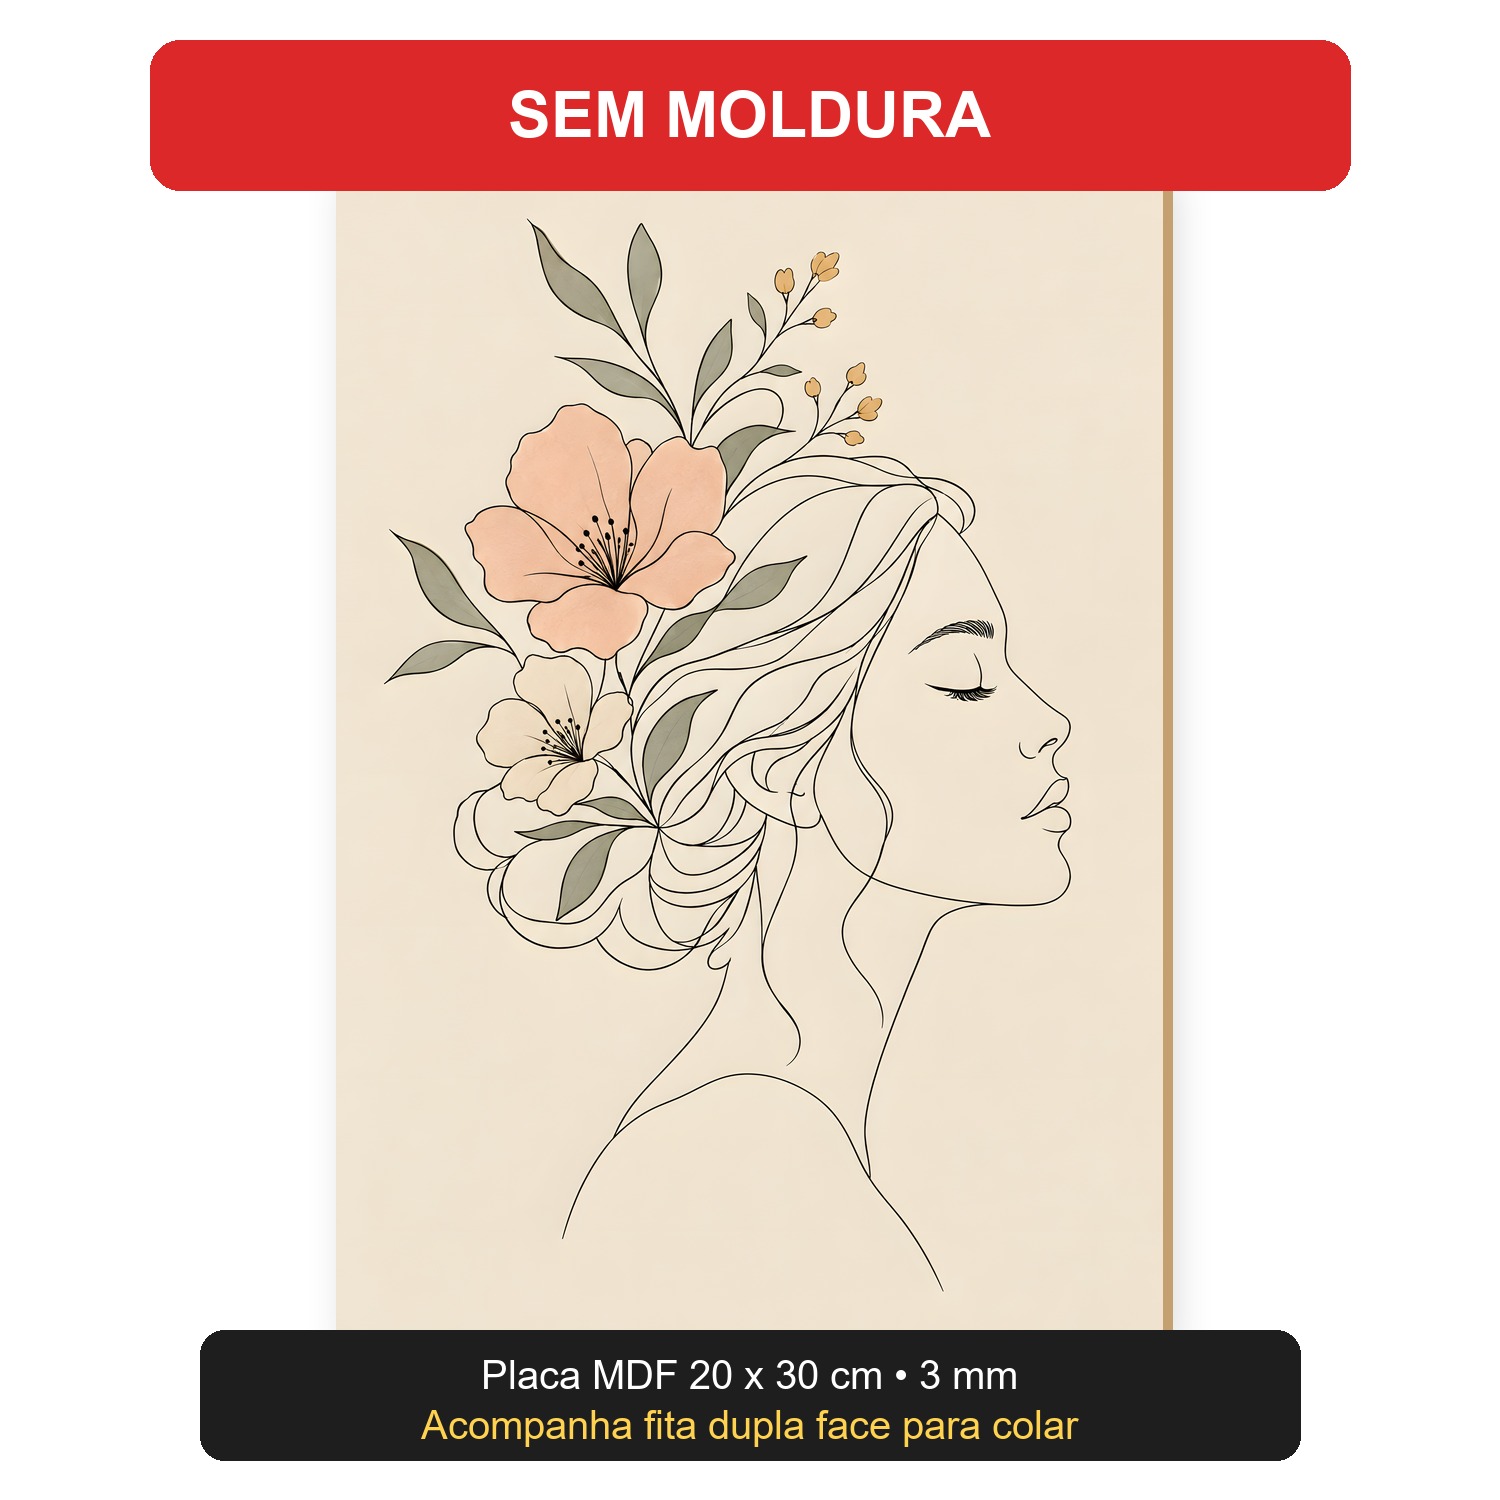 SEM MOLDURA
Placa MDF 20 x 30 cm • 3 mm
Acompanha fita dupla face para colar